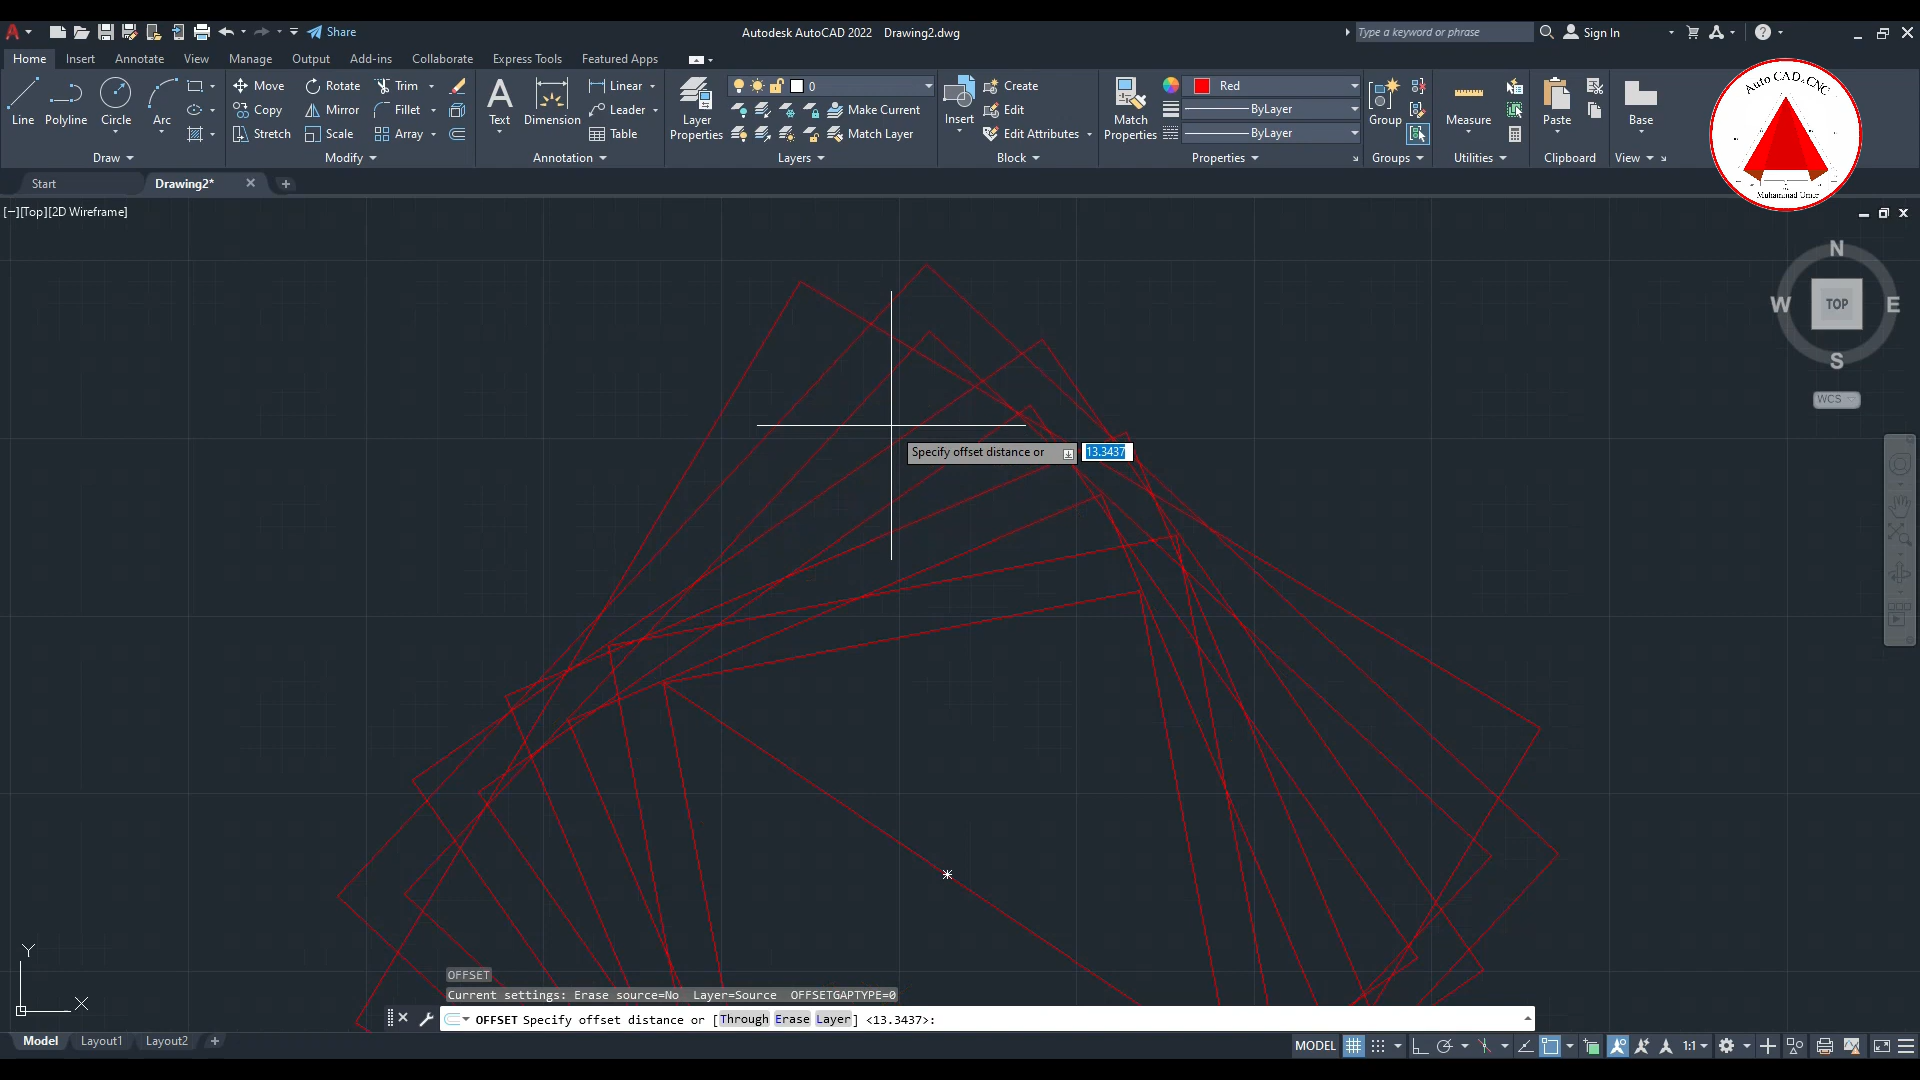 Share
Autodesk AutoCAD 2022 Drawing2.dwg
Type a keyword or phrase
Sign In
Home Insert Annotate View Manage Output Add-ins Collaborate Express Tools Featured Apps
Line
Polyline
Circle
Arc
Move
Rotate
Trim
Copy
Mirror
Fillet
Stretch
Scale
Array
Text
Dimension
Linear
Leader
Table
Layer
Properties
0
Make Current
Match Layer
Insert
Create
Edit
Edit Attributes
Match
Properties
Red
ByLayer
ByLayer
Group
Measure
Paste
Base
Draw
Modify
Annotation
Layers
Block
Properties
Groups
Utilities
Clipboard
View
Auto CAD & CNC
Muhammad Umer
Start
Drawing2*
[−][Top][2D Wireframe]
N
W
TOP
E
S
WCS
Specify offset distance or
13.3437
Y
X
OFFSET
Current settings: Erase source=No Layer=Source OFFSETGAPTYPE=0
OFFSET Specify offset distance or [Through Erase Layer] <13.3437>:
Model
Layout1
Layout2
MODEL
1:1